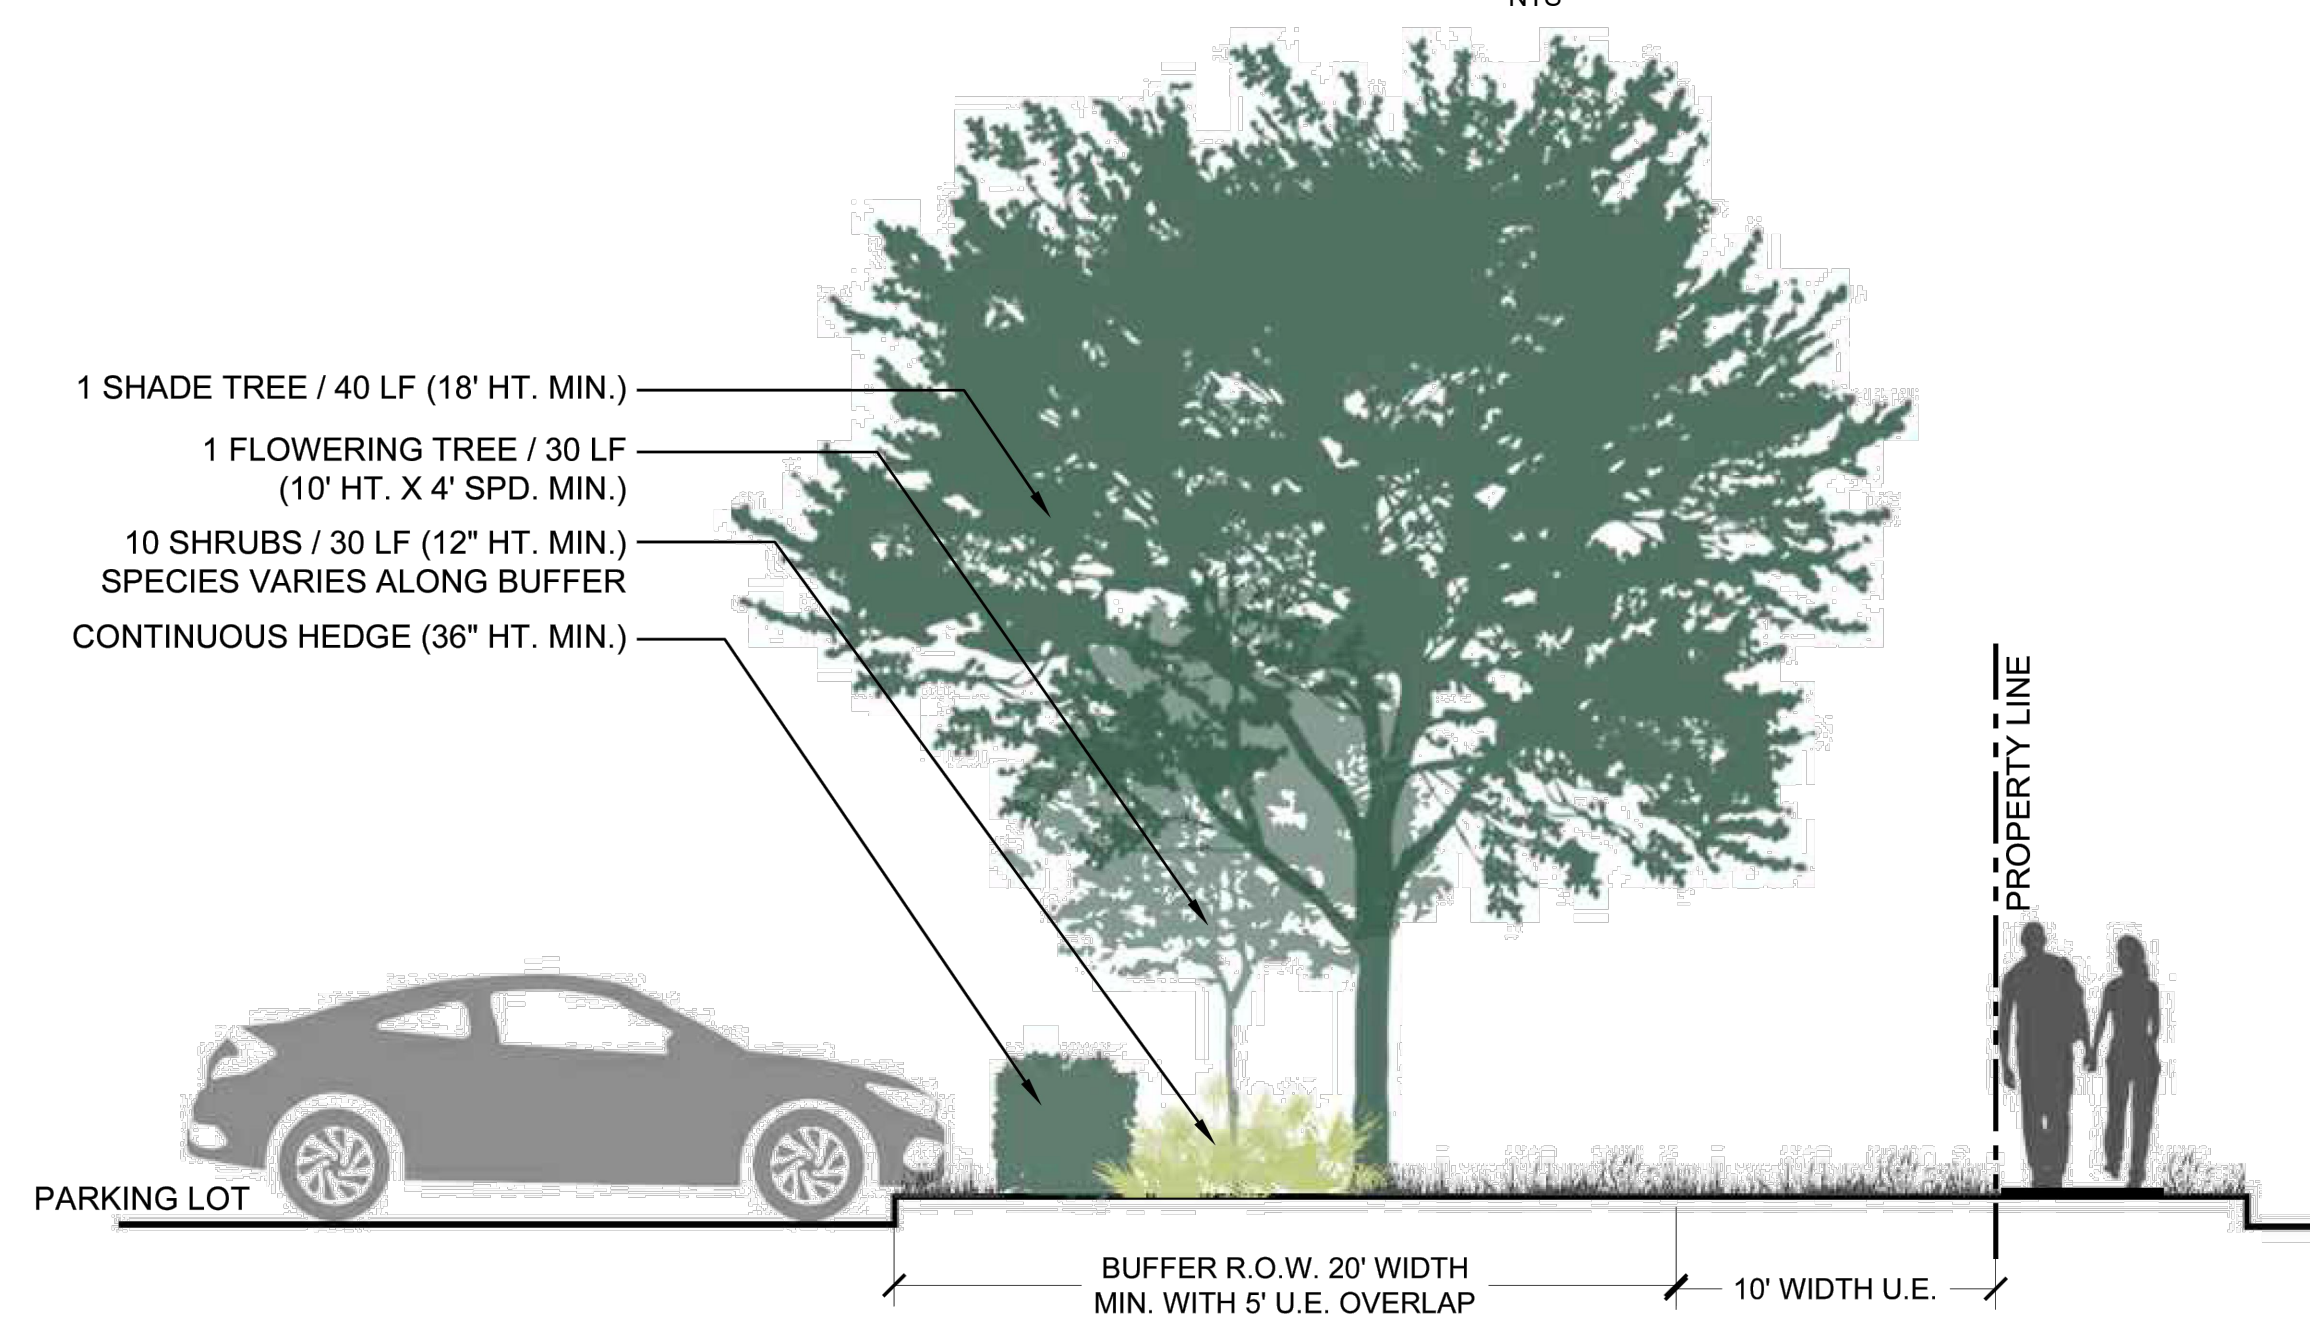 NTS
1 SHADE TREE / 40 LF (18' HT. MIN.)
1 FLOWERING TREE / 30 LF
(10' HT. X 4' SPD. MIN.)
10 SHRUBS / 30 LF (12" HT. MIN.)
SPECIES VARIES ALONG BUFFER
CONTINUOUS HEDGE (36" HT. MIN.)
PROPERTY LINE
PARKING LOT
BUFFER R.O.W. 20' WIDTH
MIN. WITH 5' U.E. OVERLAP
10' WIDTH U.E.